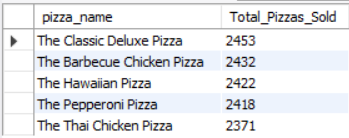 pizza_name Total_Pizzas_Sold
The Classic Deluxe Pizza 2453
The Barbecue Chicken Pizza 2432
The Hawaiian Pizza 2422
The Pepperoni Pizza 2418
The Thai Chicken Pizza 2371